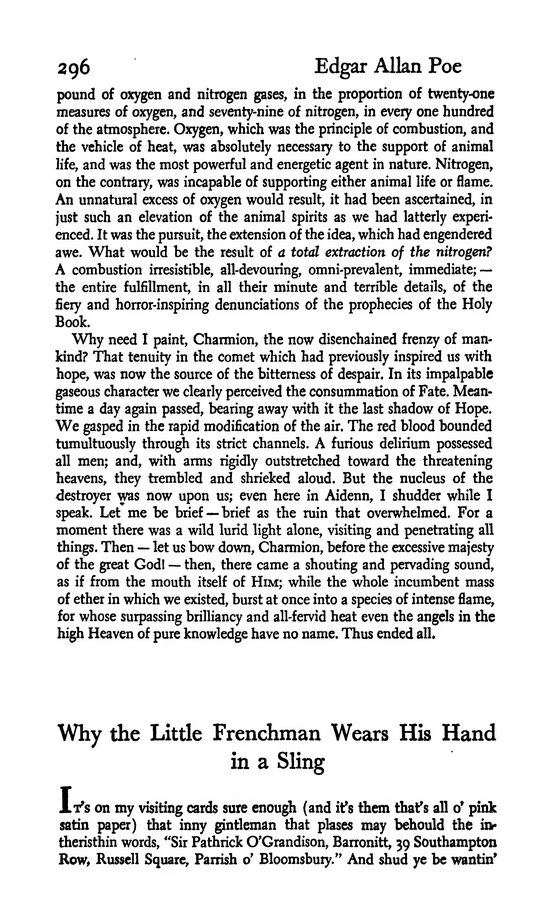 296 Edgar Allan Poe
pound of oxygen and nitrogen gases, in the proportion of twenty-one
measures of oxygen, and seventy-nine of nitrogen, in every one hundred
of the atmosphere. Oxygen, which was the principle of combustion, and
the vehicle of heat, was absolutely necessary to the support of animal
life, and was the most powerful and energetic agent in nature. Nitrogen,
on the contrary, was incapable of supporting either animal life or flame.
An unnatural excess of oxygen would result, it had been ascertained, in
just such an elevation of the animal spirits as we had latterly experi-
enced. It was the pursuit, the extension of the idea, which had engendered
awe. What would be the result of a total extraction of the nitrogen?
A combustion irresistible, all-devouring, omni-prevalent, immediate; —
the entire fulfillment, in all their minute and terrible details, of the
fiery and horror-inspiring denunciations of the prophecies of the Holy
Book.
Why need I paint, Charmion, the now disenchained frenzy of man-
kind? That tenuity in the comet which had previously inspired us with
hope, was now the source of the bitterness of despair. In its impalpable
gaseous character we clearly perceived the consummation of Fate. Mean-
time a day again passed, bearing away with it the last shadow of Hope.
We gasped in the rapid modification of the air. The red blood bounded
tumultuously through its strict channels. A furious delirium possessed
all men; and, with arms rigidly outstretched toward the threatening
heavens, they trembled and shrieked aloud. But the nucleus of the
destroyer was now upon us; even here in Aidenn, I shudder while I
speak. Let me be brief — brief as the ruin that overwhelmed. For a
moment there was a wild lurid light alone, visiting and penetrating all
things. Then — let us bow down, Charmion, before the excessive majesty
of the great God! — then, there came a shouting and pervading sound,
as if from the mouth itself of HIM; while the whole incumbent mass
of ether in which we existed, burst at once into a species of intense flame,
for whose surpassing brilliancy and all-fervid heat even the angels in the
high Heaven of pure knowledge have no name. Thus ended all.
Why the Little Frenchman Wears His Hand
in a Sling
IT's on my visiting cards sure enough (and it's them that's all o' pink
satin paper) that inny gintleman that plases may behould the in-
theristhin words, "Sir Pathrick O'Grandison, Barronitt, 39 Southampton
Row, Russell Square, Parrish o' Bloomsbury." And shud ye be wantin'